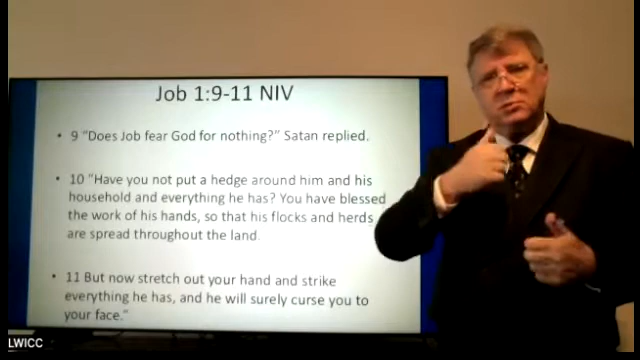 Job 1:9-11 NIV
• 9 “Does Job fear God for nothing?” Satan replied.
• 10 “Have you not put a hedge around him and his
household and everything he has? You have blessed
the work of his hands, so that his flocks and herds
are spread throughout the land.
• 11 But now stretch out your hand and strike
everything he has, and he will surely curse you to
your face.”
LWICC